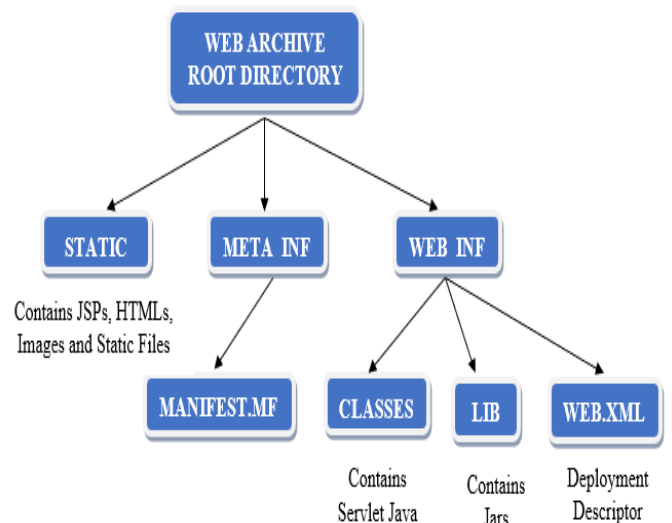 WEB ARCHIVE
ROOT DIRECTORY
STATIC
META INF
WEB INF
Contains JSPs, HTMLs,
Images and Static Files
MANIFEST.MF
CLASSES
LIB
WEB.XML
Contains
Servlet Java
Contains
Jars
Deployment
Descriptor